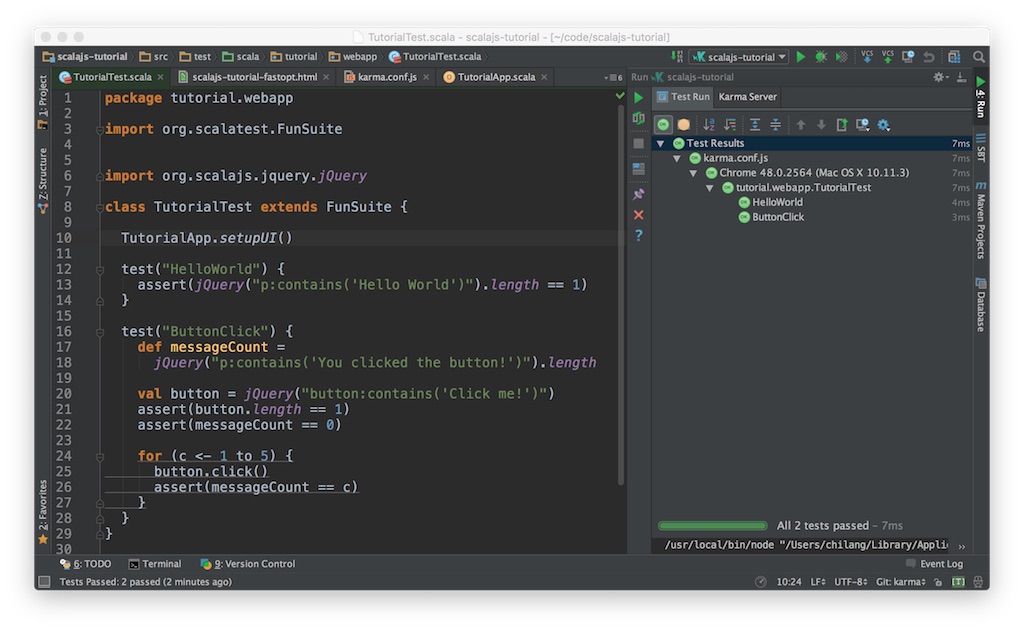 TutorialTest.scala - scalajs-tutorial - [~/code/scalajs-tutorial]
scalajs-tutorial src test scala tutorial webapp TutorialTest.scala scalajs-tutorial VCS VCS
TutorialTest.scala × scalajs-tutorial-fastopt.html × karma.conf.js × TutorialApp.scala × 6
Run scalajs-tutorial
1: Project
7: Structure
2: Favorites
1 package tutorial.webapp
2
3 import org.scalatest.FunSuite
4
5
6 import org.scalajs.jquery.jQuery
7
8 class TutorialTest extends FunSuite {
9
10 TutorialApp.setupUI()
11
12 test("HelloWorld") {
13 assert(jQuery("p:contains('Hello World')").length == 1)
14 }
15
16 test("ButtonClick") {
17 def messageCount =
18 jQuery("p:contains('You clicked the button!')").length
19
20 val button = jQuery("button:contains('Click me!')")
21 assert(button.length == 1)
22 assert(messageCount == 0)
23
24 for (c <- 1 to 5) {
25 button.click()
26 assert(messageCount == c)
27 }
28 }
29 }
30
Test Run Karma Server
Test Results 7ms
karma.conf.js 7ms
Chrome 48.0.2564 (Mac OS X 10.11.3) 7ms
tutorial.webapp.TutorialTest 7ms
HelloWorld 4ms
ButtonClick 3ms
All 2 tests passed – 7ms
/usr/local/bin/node "/Users/chilang/Library/Applic
4: Run
SBT
Maven Projects
Database
6: TODO Terminal 9: Version Control Event Log
Tests Passed: 2 passed (2 minutes ago) 10:24 LF UTF-8 Git: karma [T]